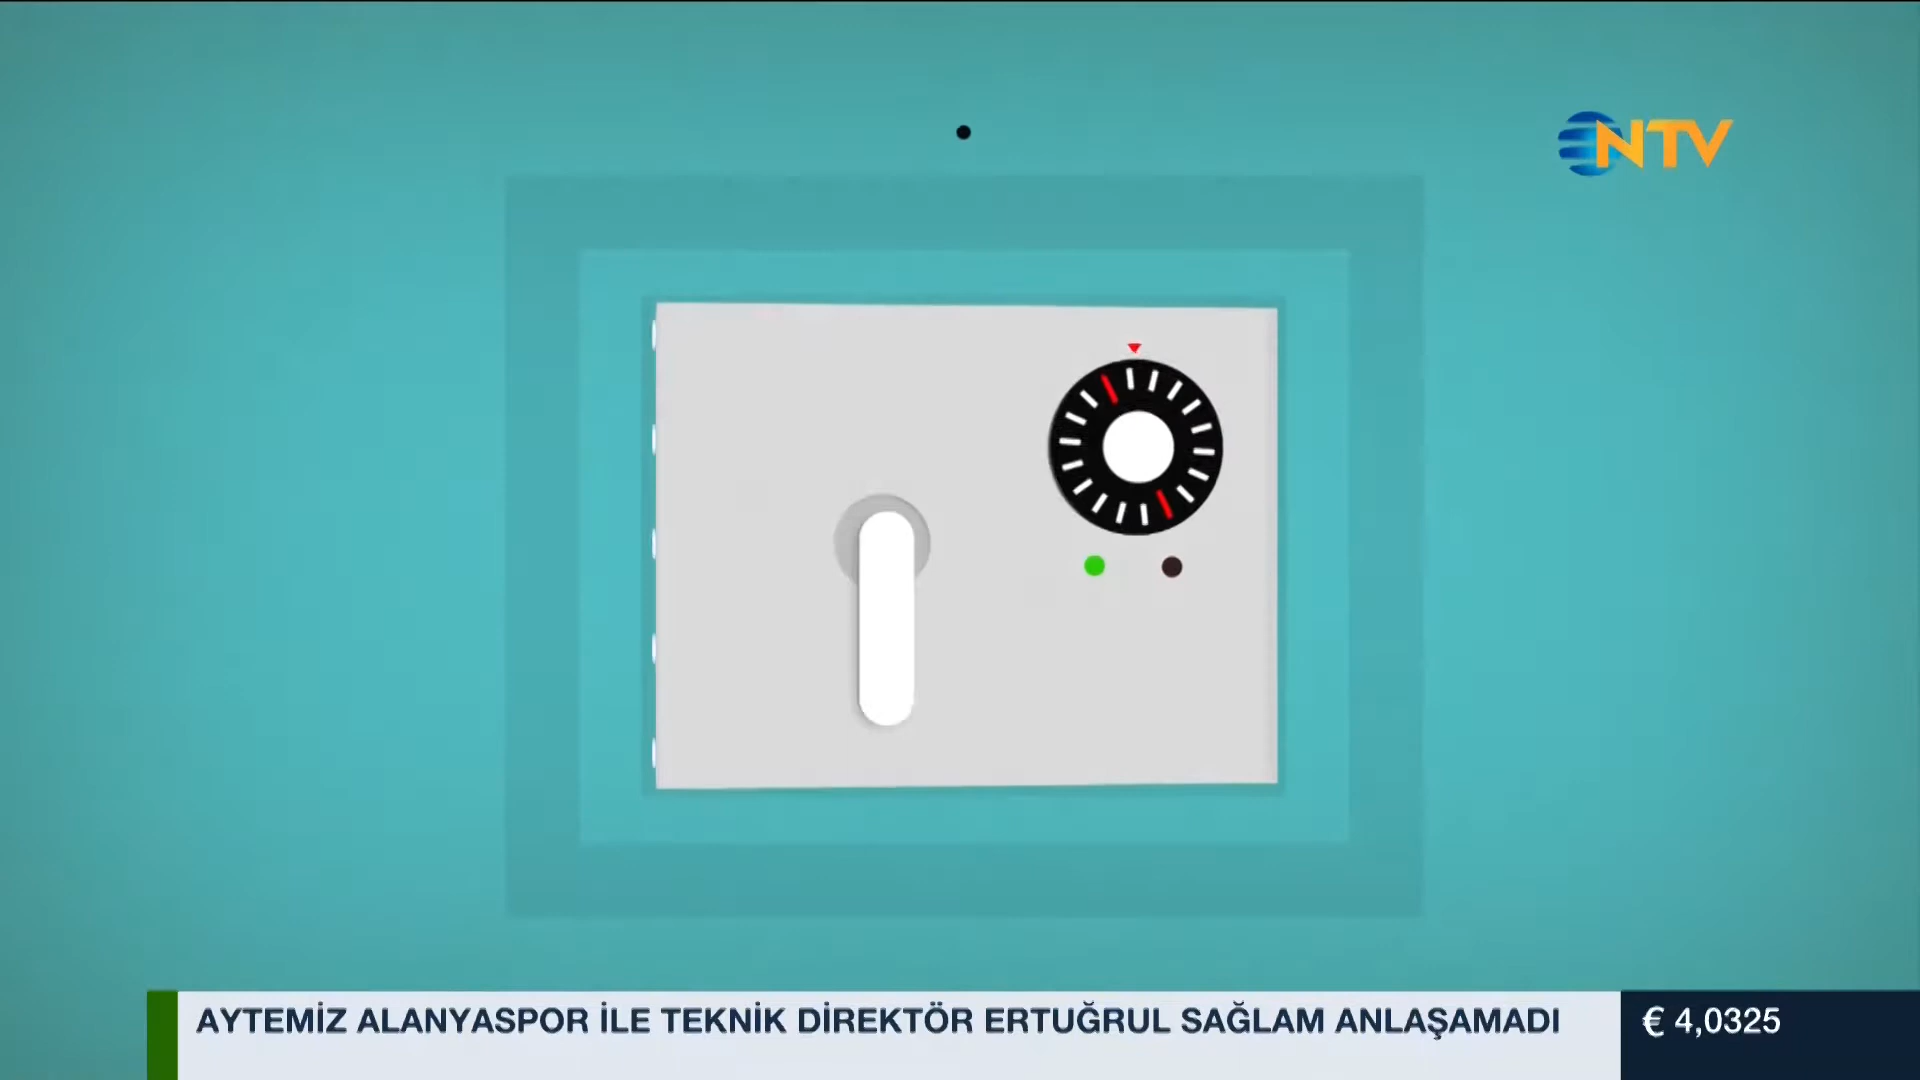 NTV
AYTEMİZ ALANYASPOR İLE TEKNİK DİREKTÖR ERTUĞRUL SAĞLAM ANLAŞAMADI
€ 4,0325